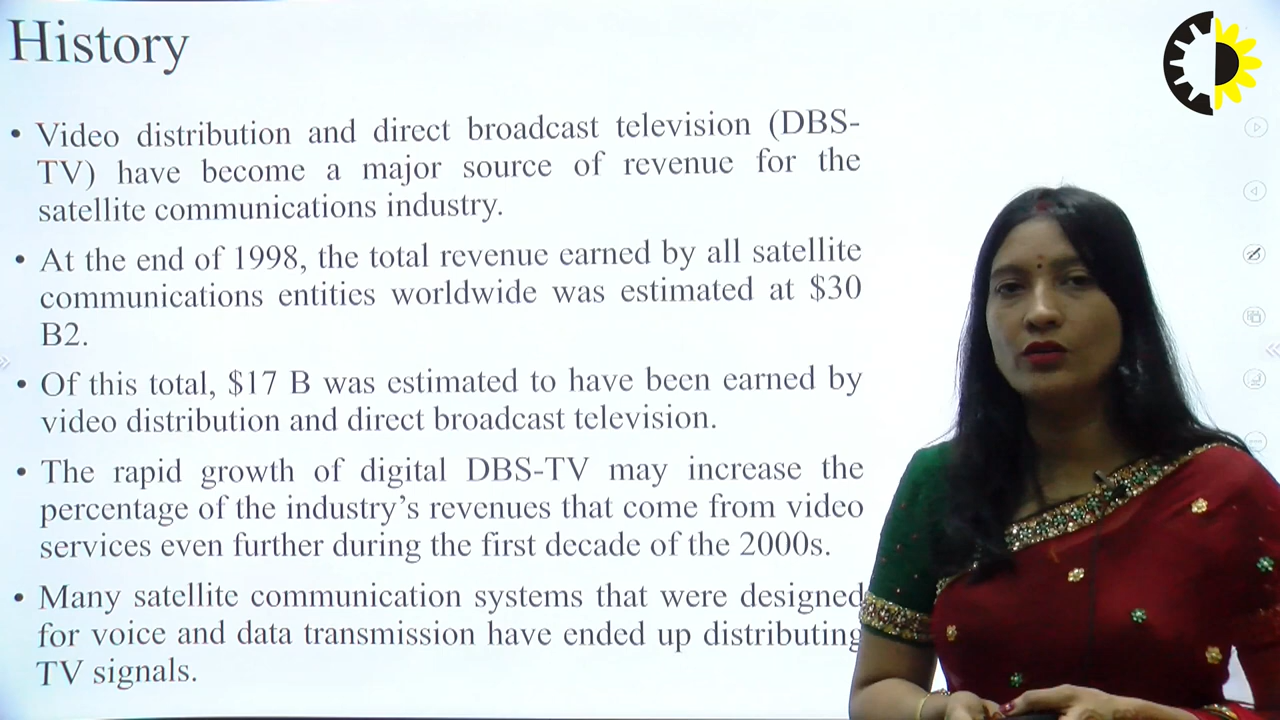 History
• Video distribution and direct broadcast television (DBS-
TV) have become a major source of revenue for the
satellite communications industry.
• At the end of 1998, the total revenue earned by all satellite
communications entities worldwide was estimated at $30
B2.
• Of this total, $17 B was estimated to have been earned by
video distribution and direct broadcast television.
• The rapid growth of digital DBS-TV may increase the
percentage of the industry's revenues that come from video
services even further during the first decade of the 2000s.
• Many satellite communication systems that were designed
for voice and data transmission have ended up distributing
TV signals.